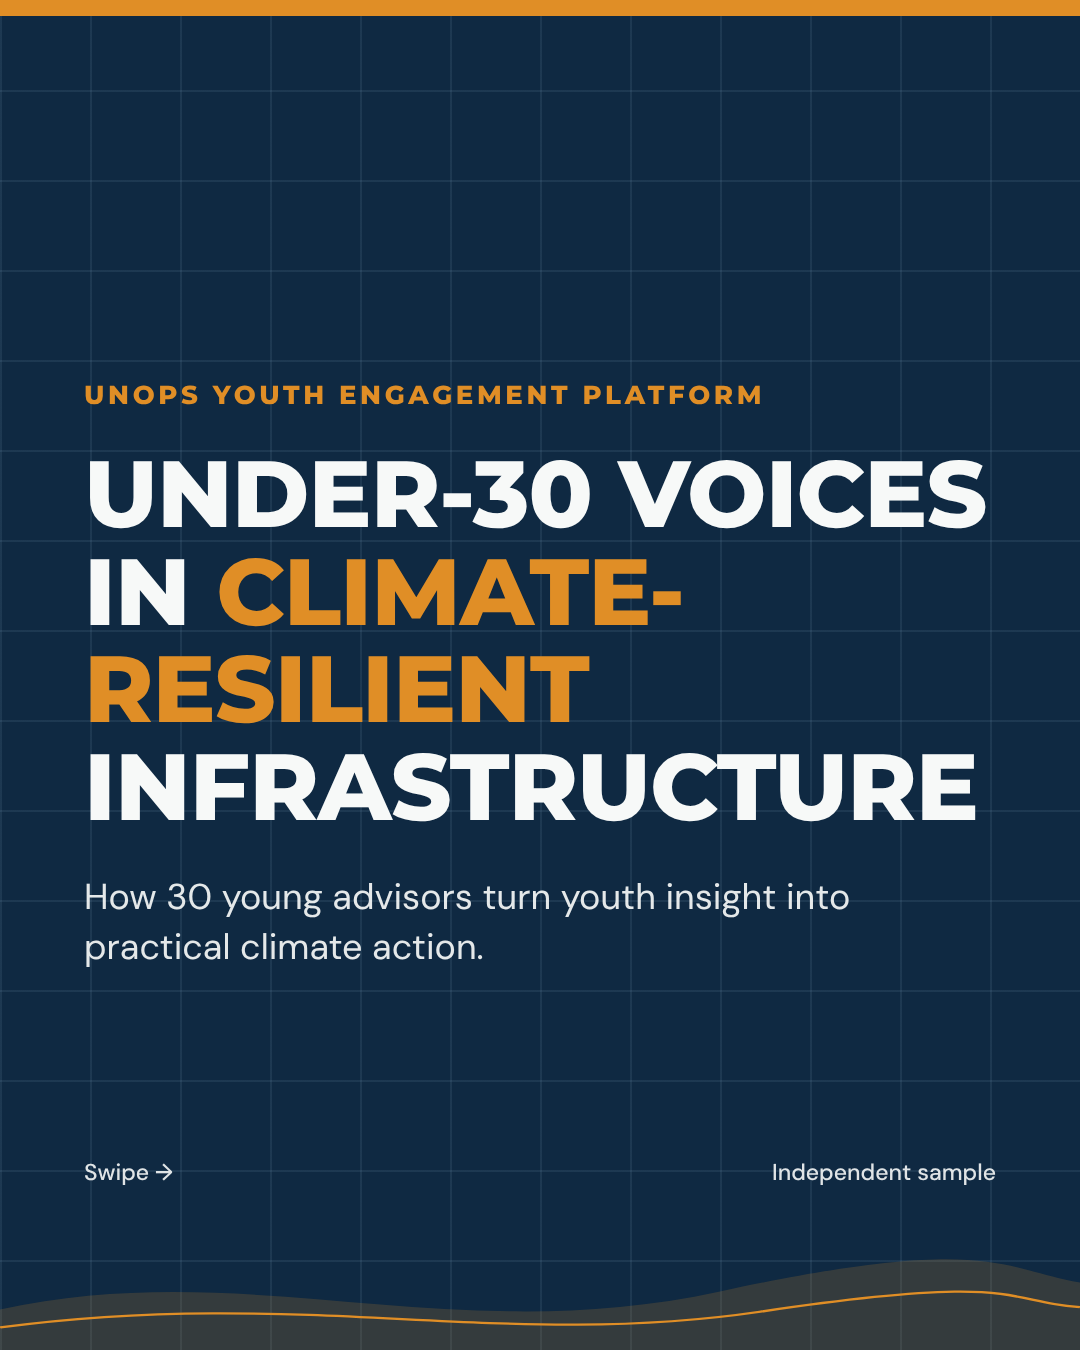 UNOPS YOUTH ENGAGEMENT PLATFORM
UNDER-30 VOICES
IN CLIMATE-
RESILIENT
INFRASTRUCTURE
How 30 young advisors turn youth insight into
practical climate action.
Swipe →
Independent sample